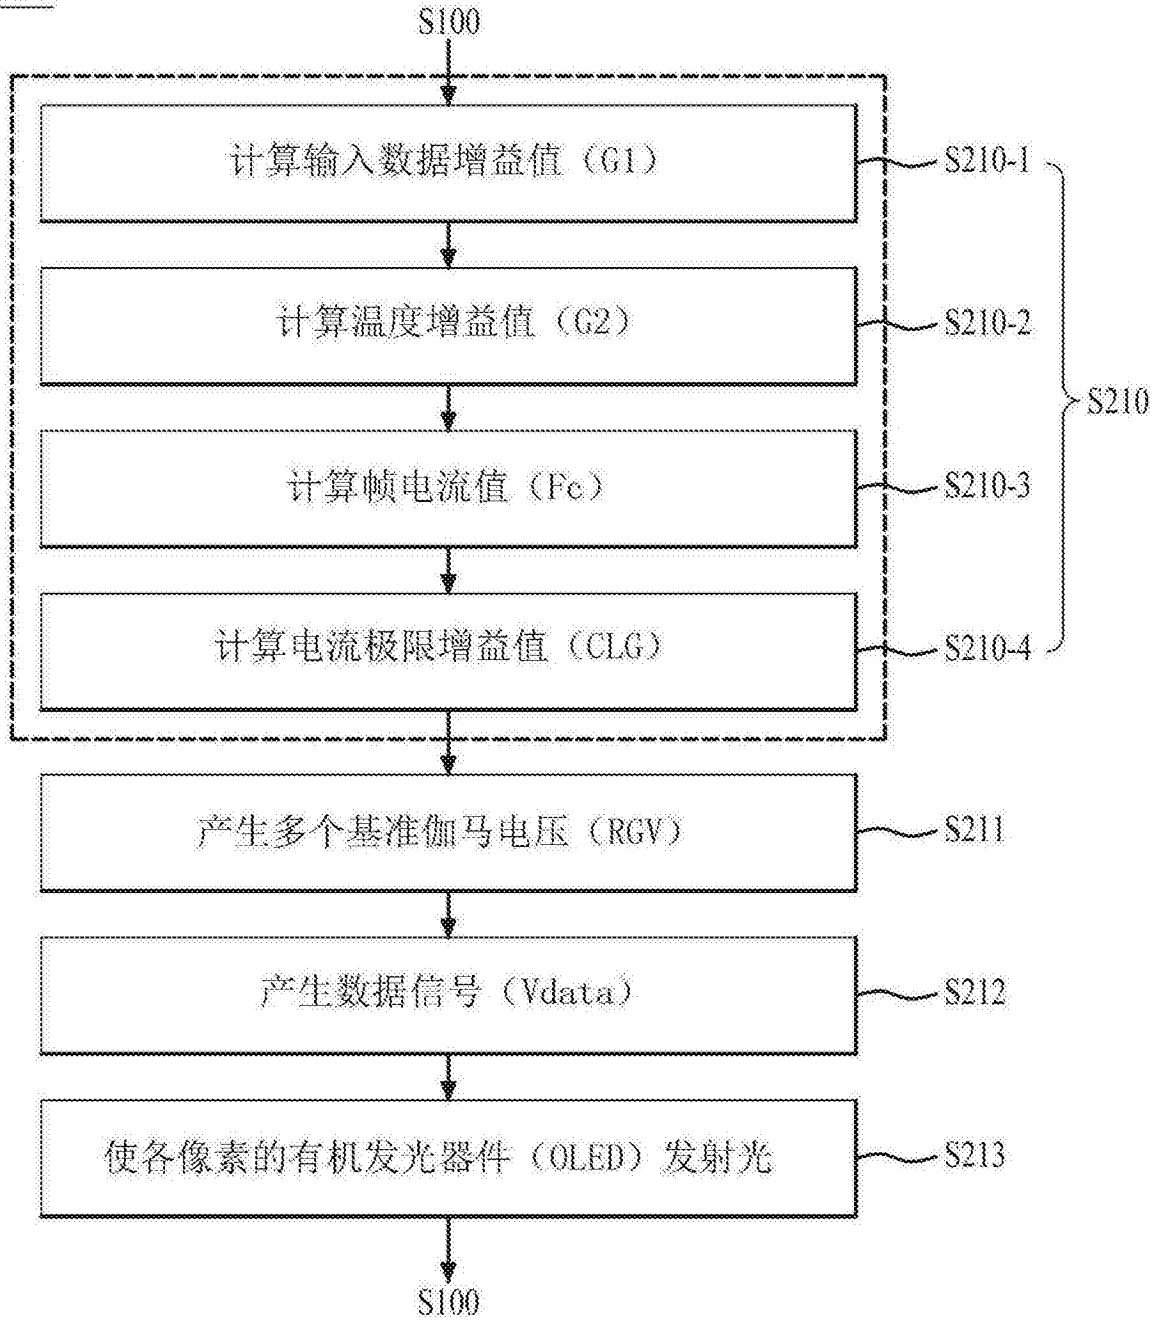 S100
计算输入数据增益值（G1）
S210-1
计算温度增益值（G2）
S210-2
S210
计算帧电流值（Fc）
S210-3
计算电流极限增益值（CLG）
S210-4
产生多个基准伽马电压（RGV）
S211
产生数据信号（Vdata）
S212
使各像素的有机发光器件（OLED）发射光
S213
S100